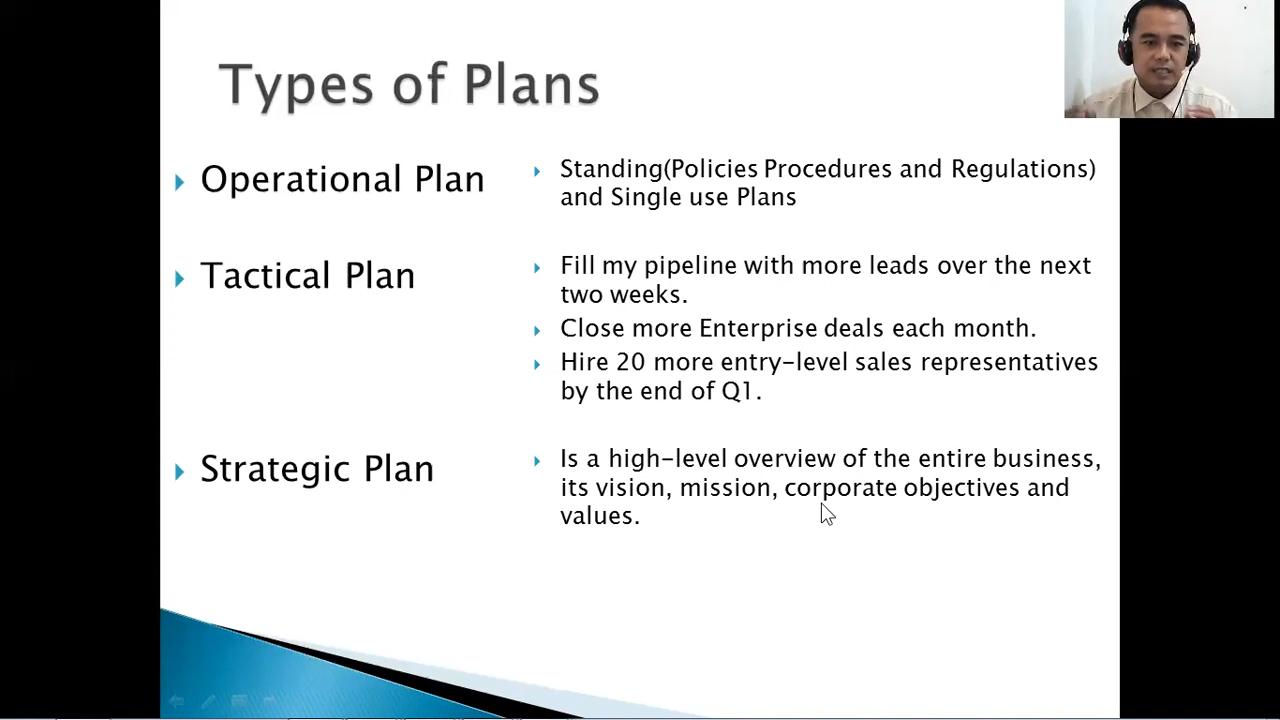 Types of Plans
Operational Plan
Standing(Policies Procedures and Regulations)
and Single use Plans
Tactical Plan
Fill my pipeline with more leads over the next
two weeks.
Close more Enterprise deals each month.
Hire 20 more entry-level sales representatives
by the end of Q1.
Strategic Plan
Is a high-level overview of the entire business,
its vision, mission, corporate objectives and
values.